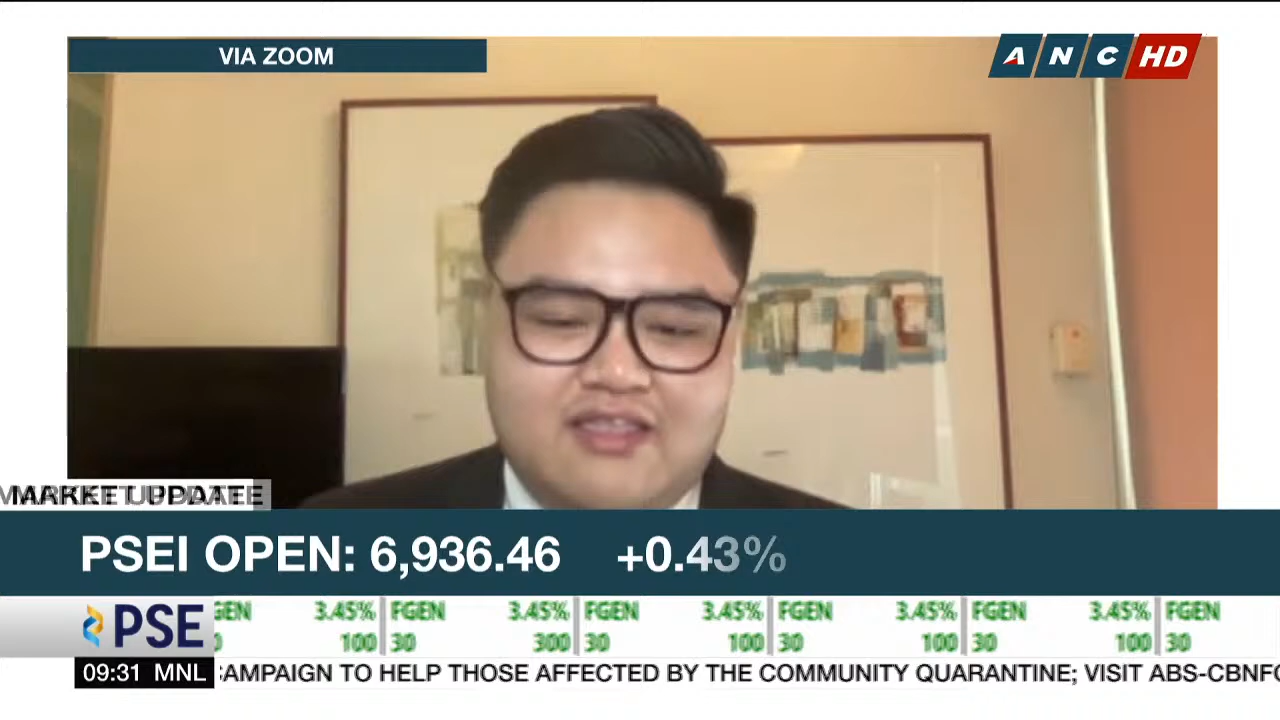 VIA ZOOM
ANC HD
MARKET UPDATE
PSEI OPEN: 6,936.46 +0.43%
PSE
GEN 3.45% FGEN 3.45% FGEN 3.45% FGEN 3.45% FGEN 3.45% FGEN
0 100 30 300 30 100 30 100 30 100 30
09:31 MNL
CAMPAIGN TO HELP THOSE AFFECTED BY THE COMMUNITY QUARANTINE; VISIT ABS-CBNFO